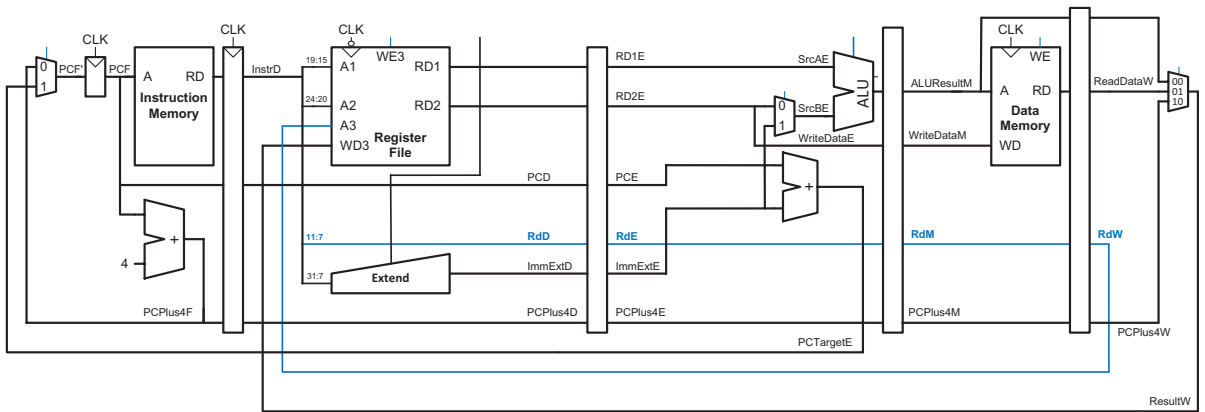 CLK
CLK
CLK
CLK
WE3
WE
0
1
PCF'
PCF
A
RD
Instruction
Memory
InstrD
19:15
A1
RD1
RD1E
SrcAE
ALU
ALUResultM
A
RD
Data
Memory
WD
ReadDataW
00
01
10
24:20
A2
RD2
RD2E
0
1
SrcBE
A3
WD3
Register
File
WriteDataE
WriteDataM
PCD
PCE
+
4
+
11:7
RdD
RdE
RdM
RdW
31:7
Extend
ImmExtD
ImmExtE
PCPlus4F
PCPlus4D
PCPlus4E
PCPlus4M
PCPlus4W
PCTargetE
ResultW